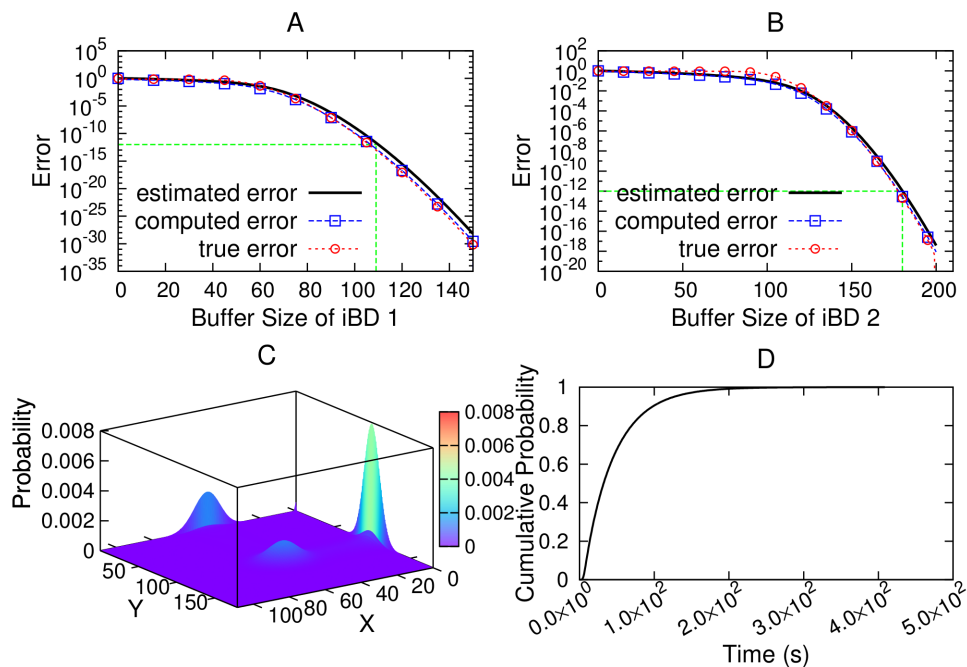 A
10^5
10^0
10^-5
10^-10
10^-15
10^-20
10^-25
10^-30
10^-35
Error
estimated error
computed error
true error
0 20 40 60 80 100 120 140
Buffer Size of iBD 1
B
10^2
10^0
10^-2
10^-4
10^-6
10^-8
10^-10
10^-12
10^-14
10^-16
10^-18
10^-20
Error
estimated error
computed error
true error
0 50 100 150 200
Buffer Size of iBD 2
C
Probability
0.008
0.006
0.004
0.002
0
50
100
150
Y
100
80
60
40
20
0
X
0.008
0.006
0.004
0.002
0
D
Cumulative Probability
1
0.8
0.6
0.4
0.2
0
0.0×10^0
1.0×10^2
2.0×10^2
3.0×10^2
4.0×10^2
5.0×10^2
Time (s)